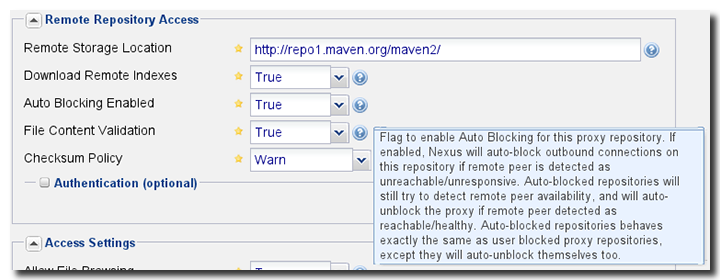 Remote Repository Access
Remote Storage Location http://repo1.maven.org/maven2/
Download Remote Indexes True
Auto Blocking Enabled True
File Content Validation True
Checksum Policy Warn
Flag to enable Auto Blocking for this proxy repository. If
enabled, Nexus will auto-block outbound connections on
this repository if remote peer is detected as
unreachable/unresponsive. Auto-blocked repositories will
still try to detect remote peer availability, and will auto-
unblock the proxy if remote peer detected as
reachable/healthy. Auto-blocked repositories behaves
exactly the same as user blocked proxy repositories,
except they will auto-unblock themselves too.
Authentication (optional)
Access Settings
Allow File Browsing